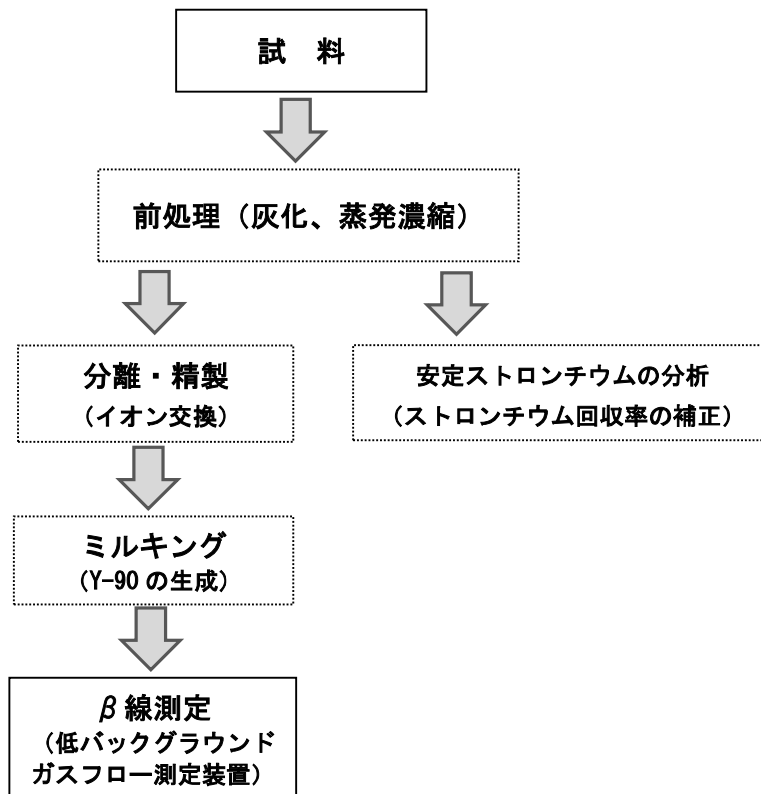 試　料
前処理（灰化、蒸発濃縮）
分離・精製
（イオン交換）
安定ストロンチウムの分析
（ストロンチウム回収率の補正）
ミルキング
（Y-90 の生成）
β線測定
（低バックグラウンド
ガスフロー測定装置）